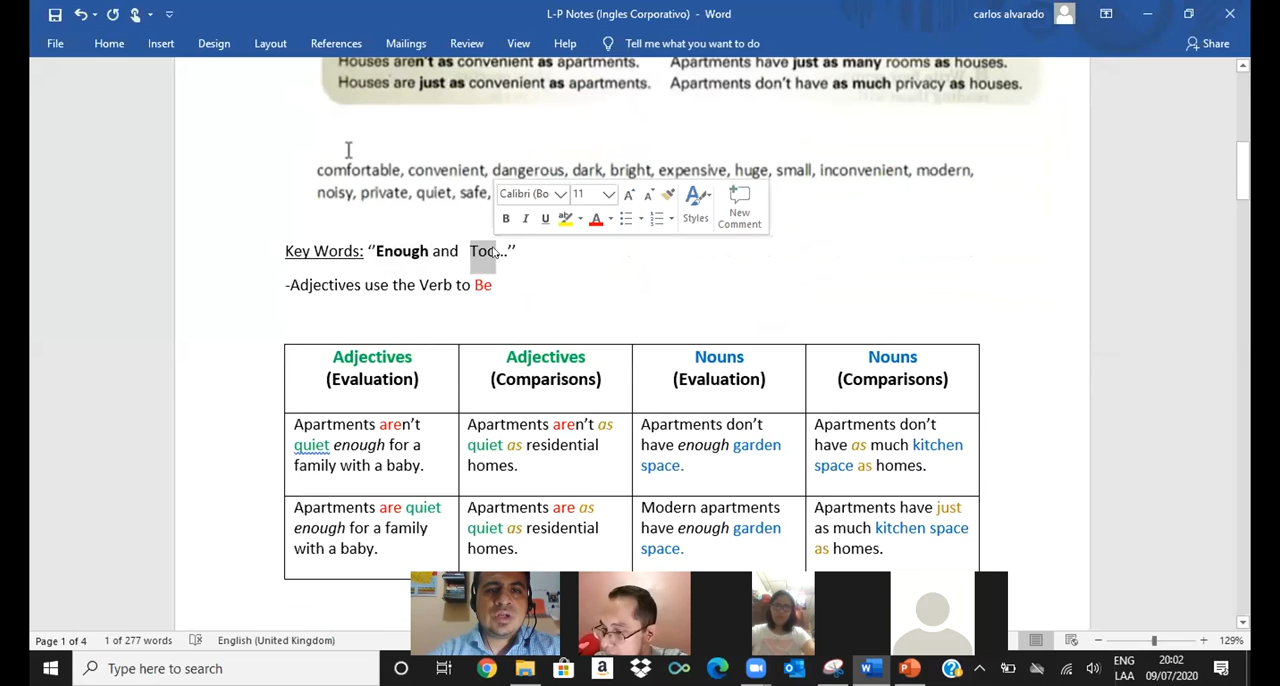 L-P Notes (Ingles Corporativo) - Word
carlos alvarado
File Home Insert Design Layout References Mailings Review View Help Tell me what you want to do Share
Houses aren't as convenient as apartments. Apartments have just as many rooms as houses.
Houses are just as convenient as apartments. Apartments don't have as much privacy as houses.
comfortable, convenient, dangerous, dark, bright, expensive, huge, small, inconvenient, modern,
noisy, private, quiet, safe,
Calibri (Bo 11
Styles
New
Comment
Key Words: ‘’Enough and Too...’’
-Adjectives use the Verb to Be
Adjectives
(Evaluation)
Adjectives
(Comparisons)
Nouns
(Evaluation)
Nouns
(Comparisons)
Apartments aren’t
quiet enough for a
family with a baby.
Apartments aren’t as
quiet as residential
homes.
Apartments don’t
have enough garden
space.
Apartments don’t
have as much kitchen
space as homes.
Apartments are quiet
enough for a family
with a baby.
Apartments are as
quiet as residential
homes.
Modern apartments
have enough garden
space.
Apartments have just
as much kitchen space
as homes.
Page 1 of 4 1 of 277 words English (United Kingdom) 129%
Type here to search
ENG
LAA
20:02
09/07/2020